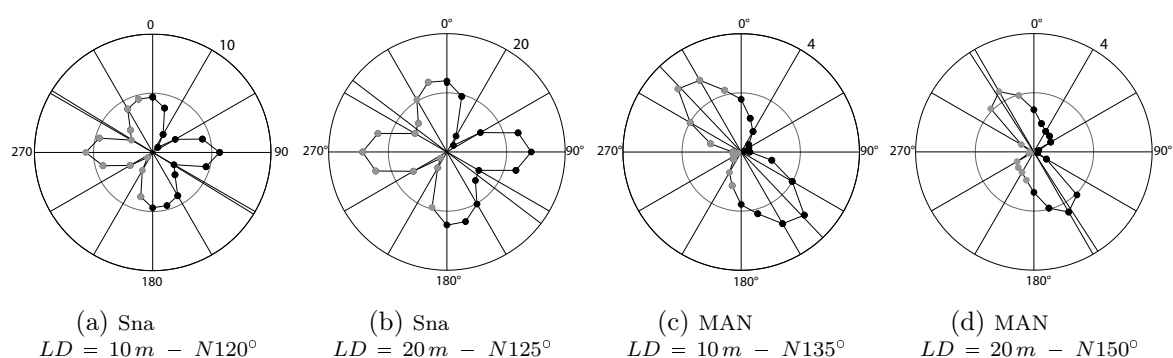 0
10
270
90
180
(a) Sna
LD = 10 m − N120°
0°
20
270°
90°
180°
(b) Sna
LD = 20 m − N125°
0°
4
270°
90°
180°
(c) MAN
LD = 10 m − N135°
0°
4
270°
90°
180°
(d) MAN
LD = 20 m − N150°